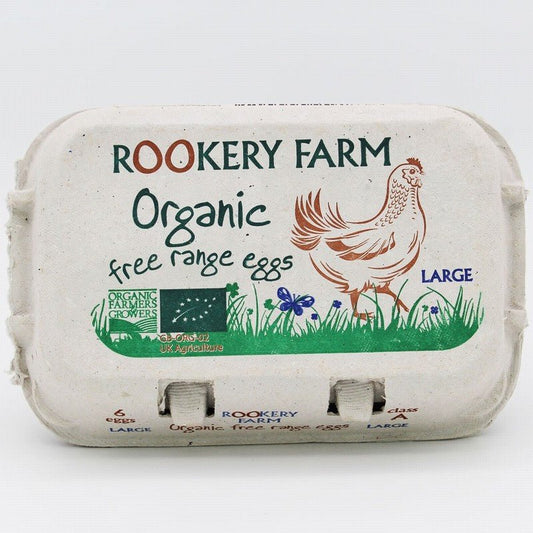 ROOKERY FARM
Organic
free range eggs
LARGE
ORGANIC
FARMERS
& GROWERS
GB-ORG-02
UK Agriculture
6
eggs
LARGE
ROOKERY
FARM
Organic free range eggs
class
A
LARGE